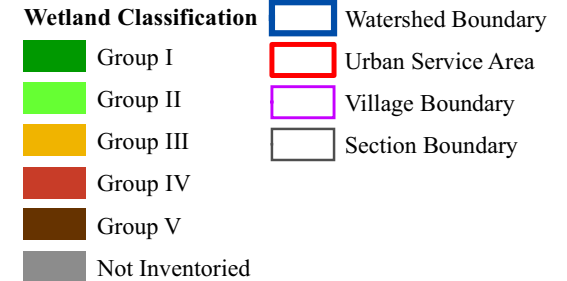 Wetland Classification
Group I
Group II
Group III
Group IV
Group V
Not Inventoried
Watershed Boundary
Urban Service Area
Village Boundary
Section Boundary